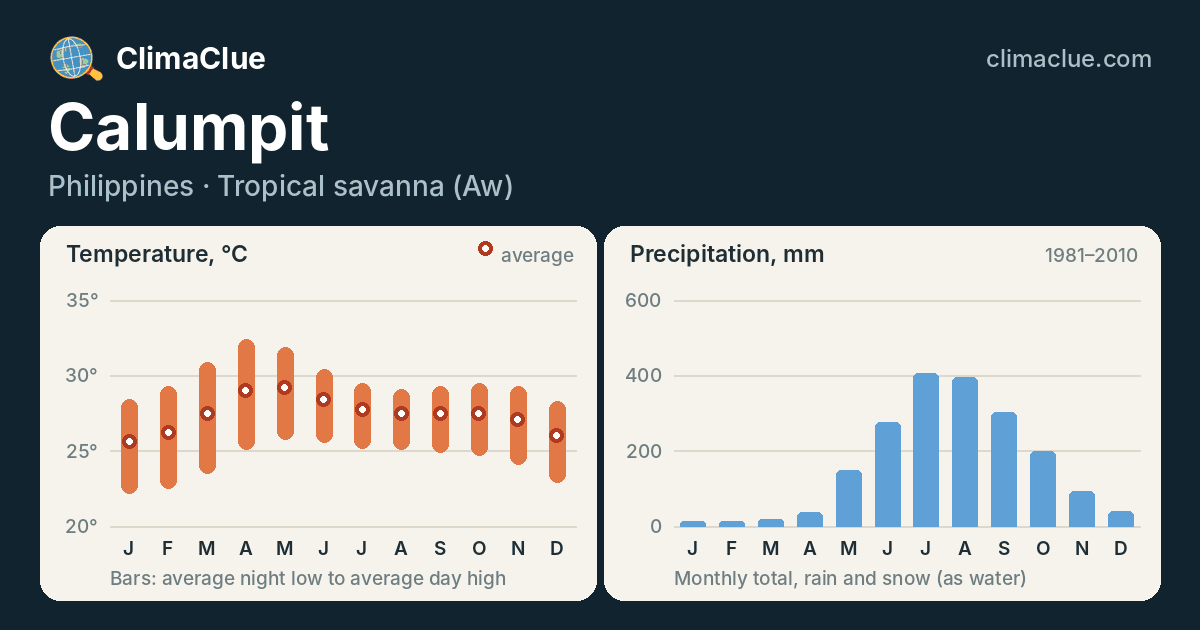 ClimaClue
climaclue.com
Calumpit
Philippines · Tropical savanna (Aw)
Temperature, °C
average
35°
30°
25°
20°
J F M A M J J A S O N D
Bars: average night low to average day high
Precipitation, mm
1981–2010
600
400
200
0
J F M A M J J A S O N D
Monthly total, rain and snow (as water)